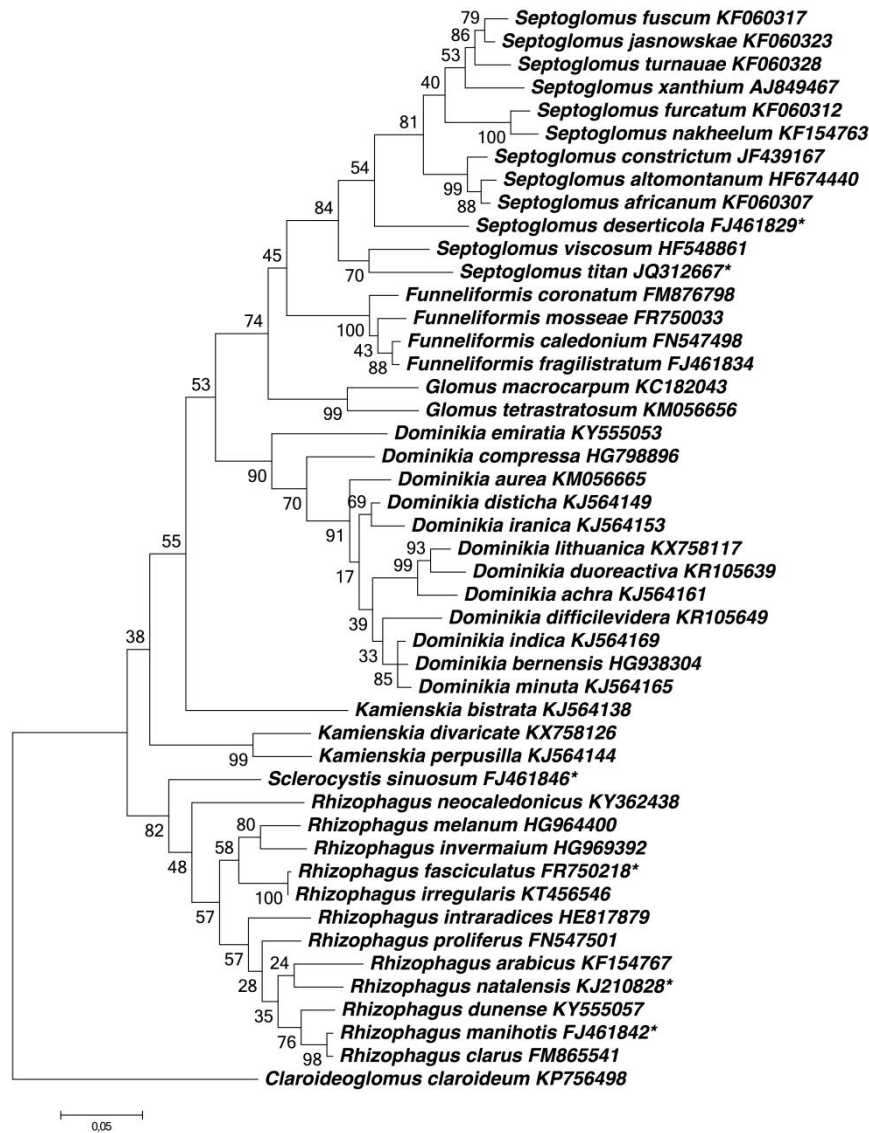 79
Septoglomus fuscum KF060317
86
Septoglomus jasnowskae KF060323
53
Septoglomus turnauae KF060328
40
Septoglomus xanthium AJ849467
81
Septoglomus furcatum KF060312
100
Septoglomus nakheelum KF154763
54
Septoglomus constrictum JF439167
99
Septoglomus altomontanum HF674440
88
Septoglomus africanum KF060307
84
Septoglomus deserticola FJ461829*
45
Septoglomus viscosum HF548861
70
Septoglomus titan JQ312667*
Funneliformis coronatum FM876798
74
100
Funneliformis mosseae FR750033
43
Funneliformis caledonium FN547498
88
Funneliformis fragilistratum FJ461834
53
Glomus macrocarpum KC182043
99
Glomus tetrastratosum KM056656
Dominikia emiratia KY555053
90
Dominikia compressa HG798896
70
Dominikia aurea KM056665
69
Dominikia disticha KJ564149
91
Dominikia iranica KJ564153
55
93
Dominikia lithuanica KX758117
99
17
Dominikia duoreactiva KR105639
Dominikia achra KJ564161
39
Dominikia difficilevidera KR105649
38
Dominikia indica KJ564169
33
Dominikia bernensis HG938304
85
Dominikia minuta KJ564165
Kamienskia bistrata KJ564138
Kamienskia divaricate KX758126
99
Kamienskia perpusilla KJ564144
Sclerocystis sinuosum FJ461846*
82
Rhizophagus neocaledonicus KY362438
80
Rhizophagus melanum HG964400
48
58
Rhizophagus invermaium HG969392
Rhizophagus fasciculatus FR750218*
100
Rhizophagus irregularis KT456546
57
Rhizophagus intraradices HE817879
57
Rhizophagus proliferus FN547501
24
Rhizophagus arabicus KF154767
28
Rhizophagus natalensis KJ210828*
35
Rhizophagus dunense KY555057
76
Rhizophagus manihotis FJ461842*
98
Rhizophagus clarus FM865541
Claroideoglomus claroideum KP756498
0,05